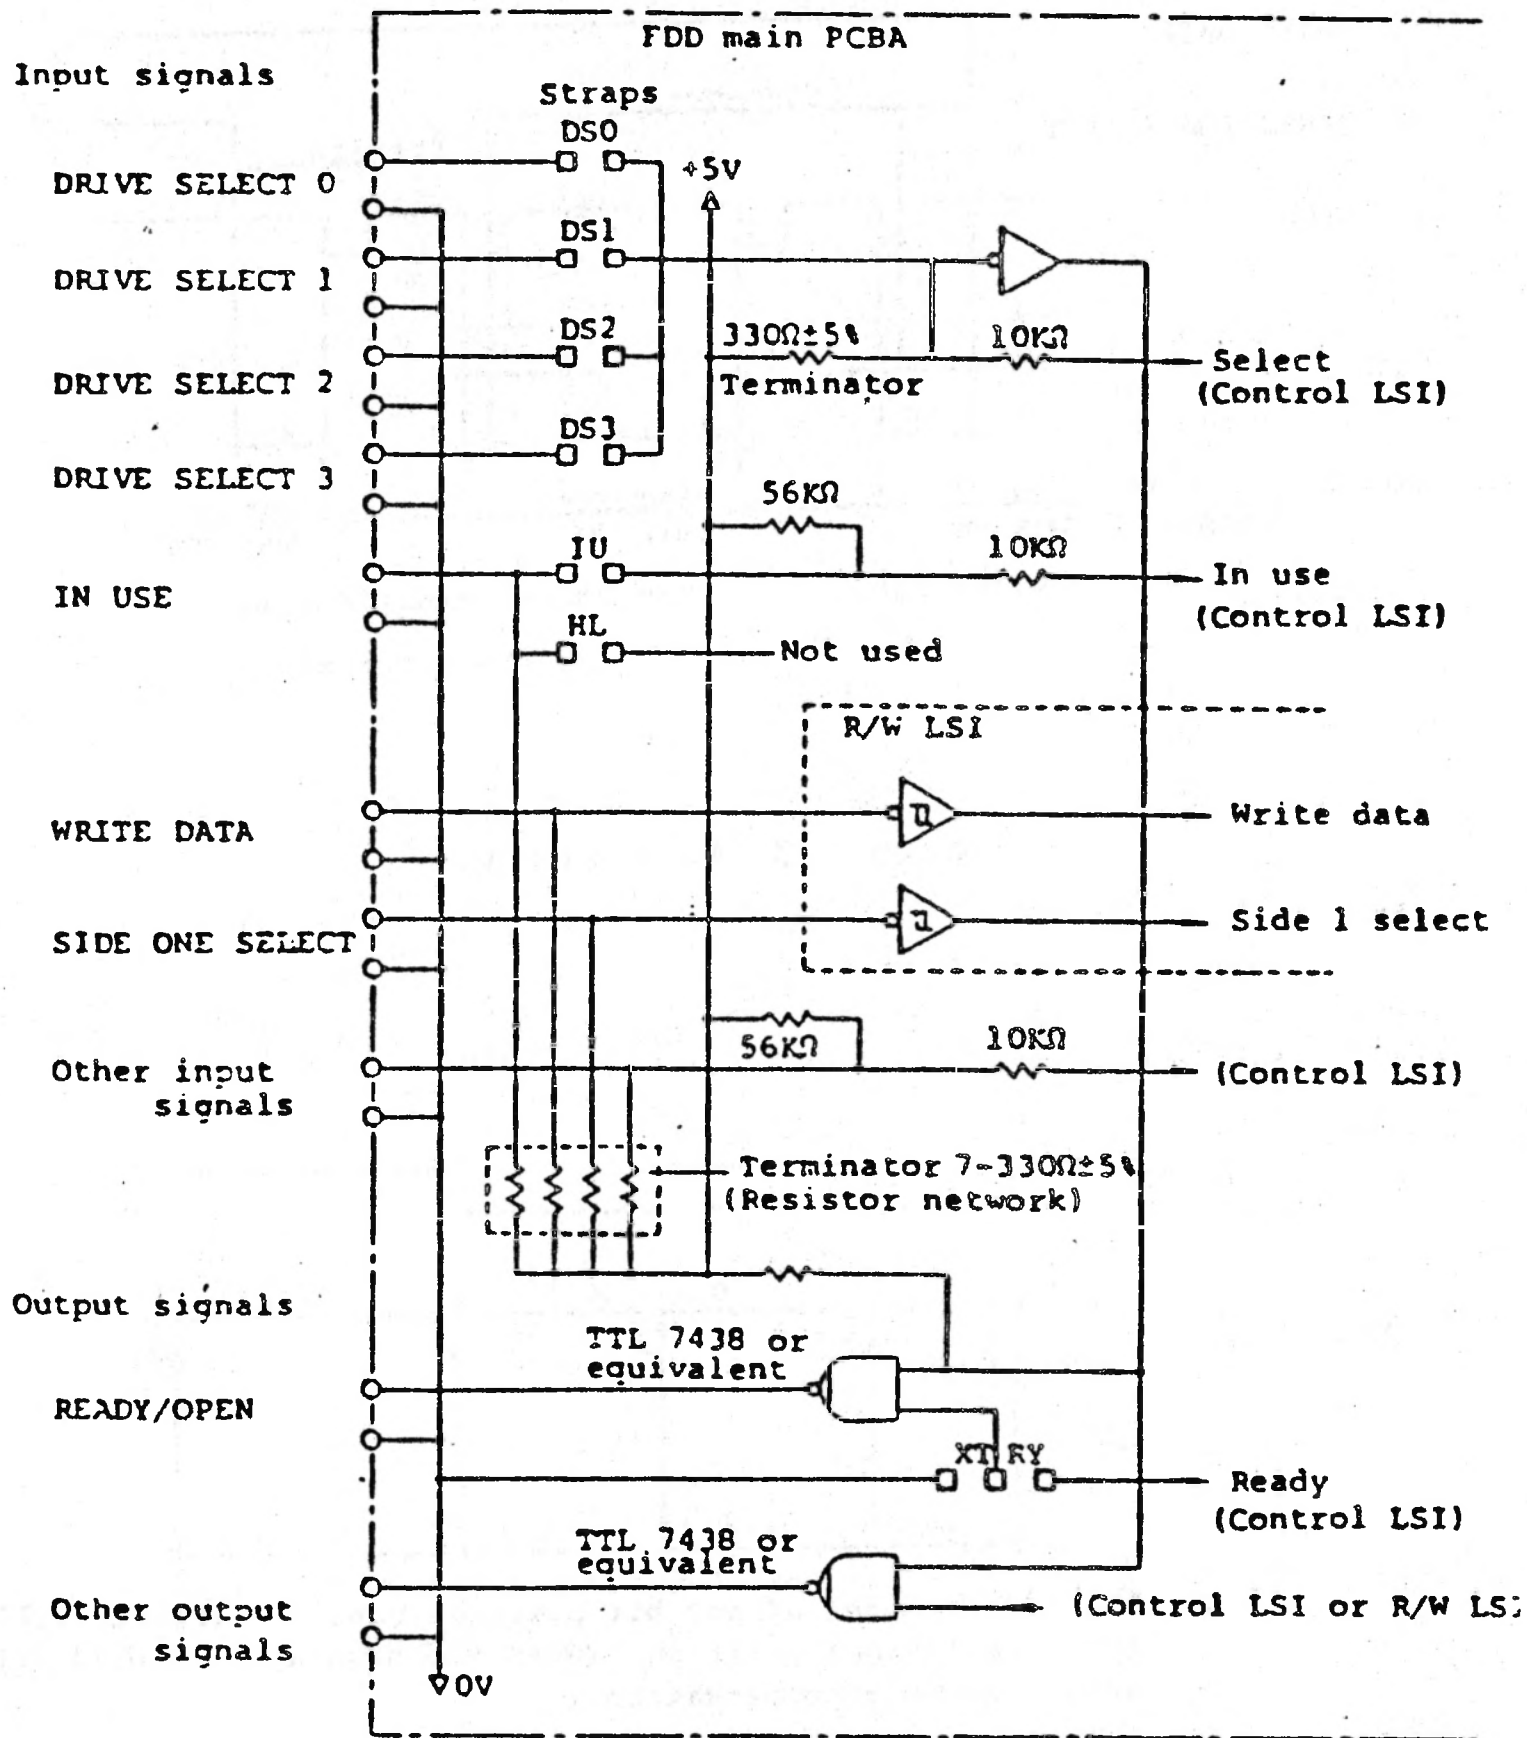 FDD main PCBA
Input signals
Straps
DS0
DRIVE SELECT 0
+5V
DS1
DRIVE SELECT 1
DS2
330Ω±5%
10KΩ
Select
(Control LSI)
Terminator
DRIVE SELECT 2
DS3
DRIVE SELECT 3
56KΩ
IU
10KΩ
In use
(Control LSI)
IN USE
HL
Not used
R/W LSI
WRITE DATA
Write data
SIDE ONE SELECT
Side 1 select
56KΩ
10KΩ
Other input
signals
(Control LSI)
Terminator 7-330Ω±5%
(Resistor network)
Output signals
TTL 7438 or
equivalent
READY/OPEN
XT RY
Ready
(Control LSI)
TTL 7438 or
equivalent
Other output
signals
(Control LSI or R/W LS
0V